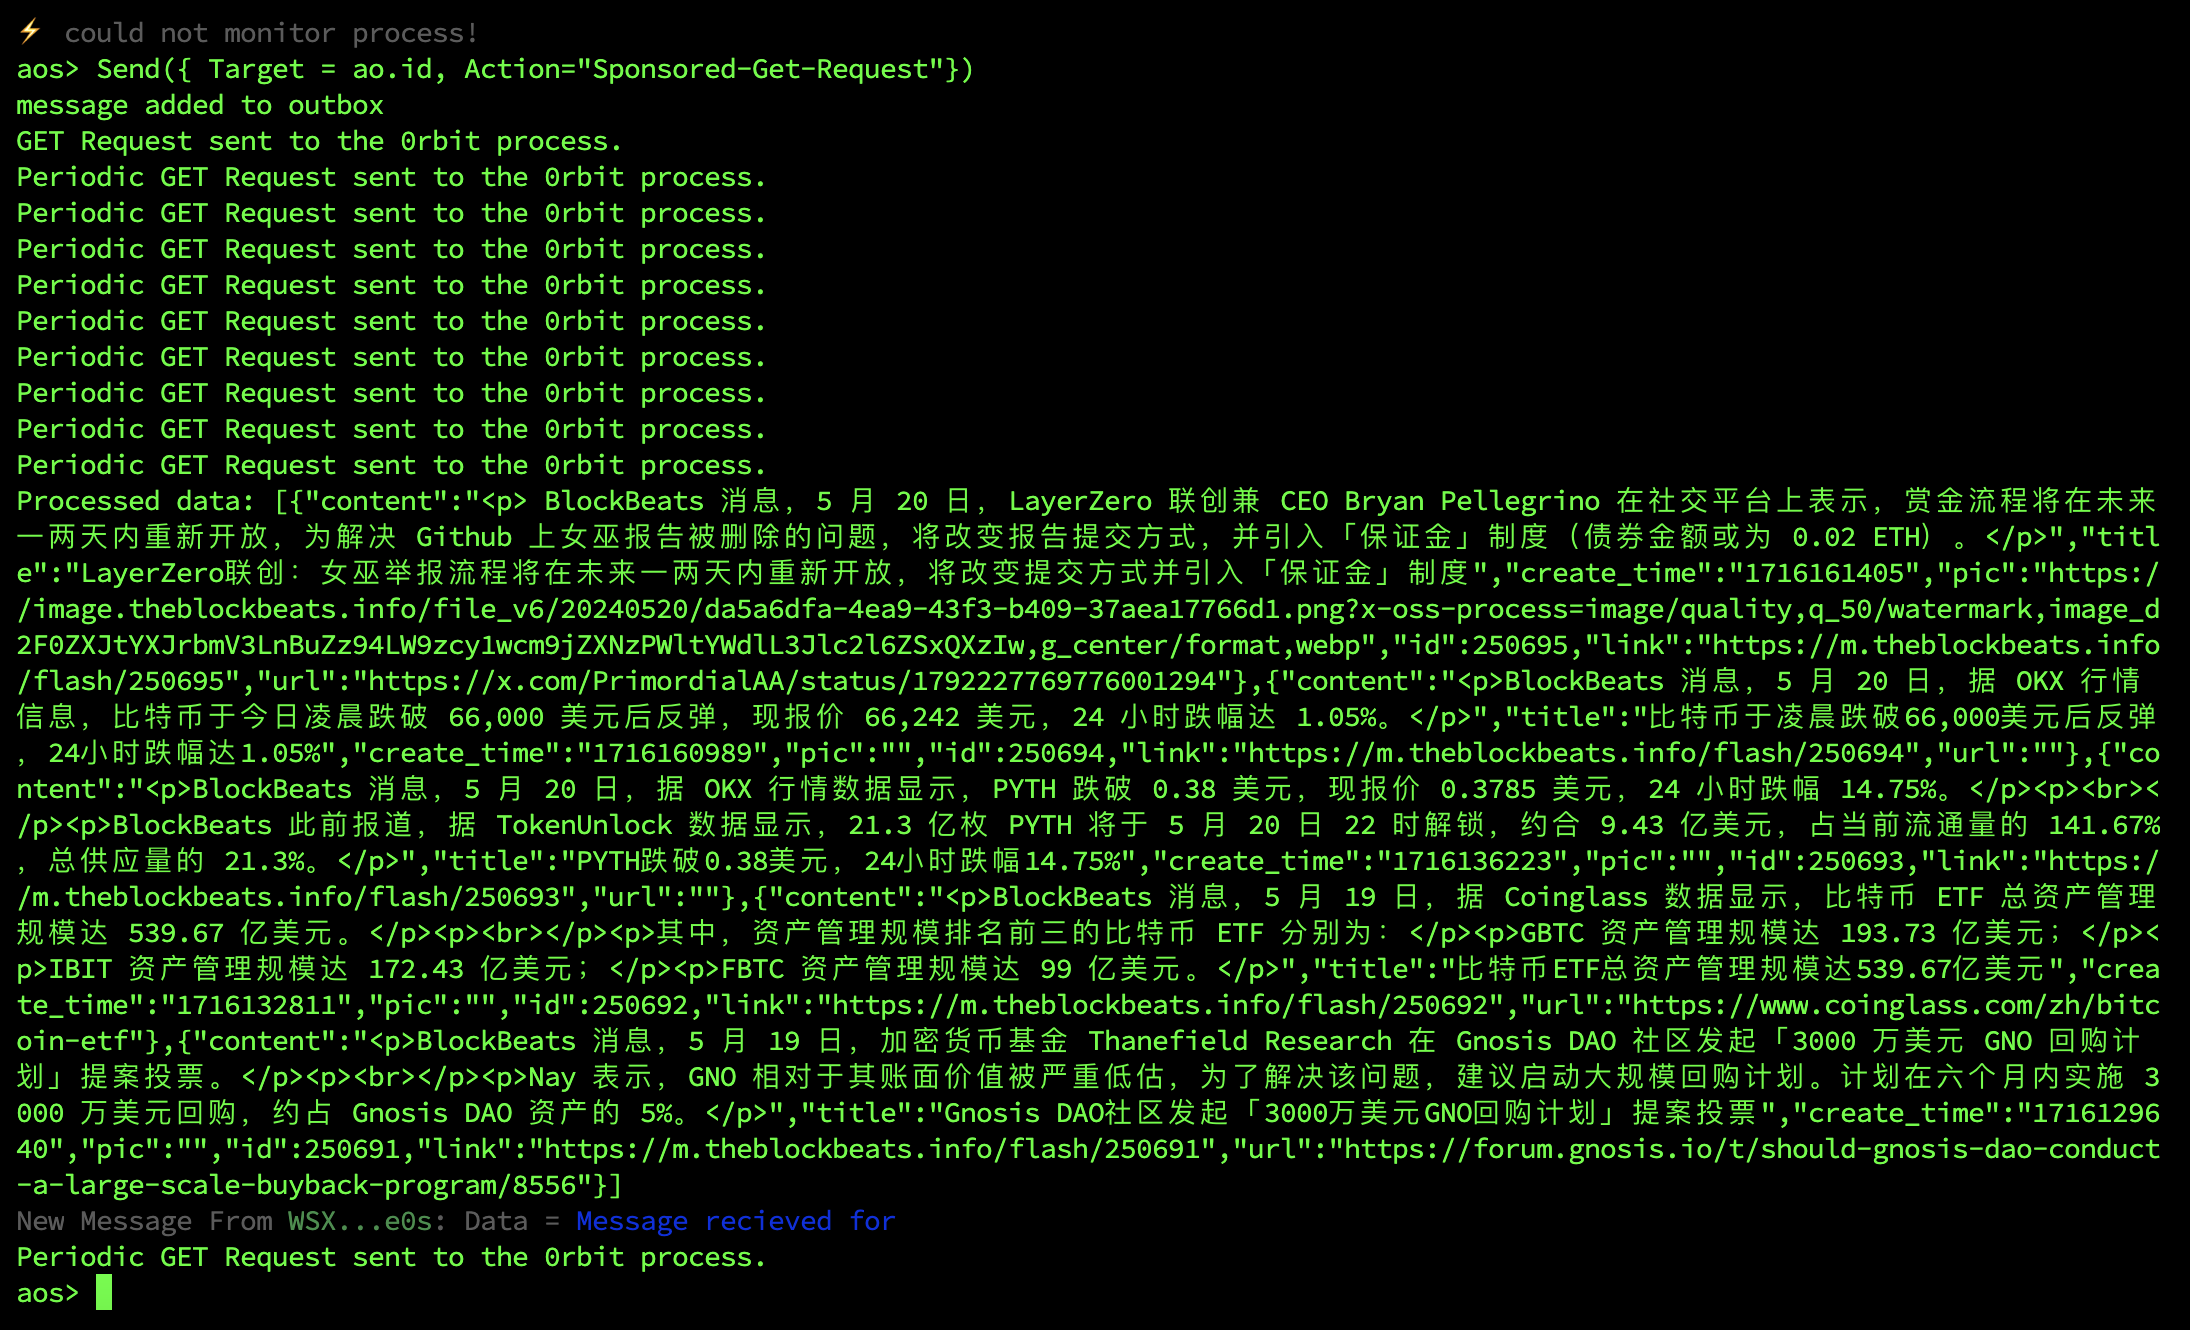 ⚡ could not monitor process!
aos> Send({ Target = ao.id, Action="Sponsored-Get-Request"})
message added to outbox
GET Request sent to the 0rbit process.
Periodic GET Request sent to the 0rbit process.
Periodic GET Request sent to the 0rbit process.
Periodic GET Request sent to the 0rbit process.
Periodic GET Request sent to the 0rbit process.
Periodic GET Request sent to the 0rbit process.
Periodic GET Request sent to the 0rbit process.
Periodic GET Request sent to the 0rbit process.
Periodic GET Request sent to the 0rbit process.
Periodic GET Request sent to the 0rbit process.
Processed data: [{"content":"<p> BlockBeats 消息，5 月 20 日，LayerZero 联创兼 CEO Bryan Pellegrino 在社交平台上表示，赏金流程将在未来
一两天内重新开放，为解决 Github 上女巫报告被删除的问题，将改变报告提交方式，并引入「保证金」制度（债券金额或为 0.02 ETH）。</p>","titl
e":"LayerZero联创：女巫举报流程将在未来一两天内重新开放，将改变提交方式并引入「保证金」制度","create_time":"1716161405","pic":"https:/
/image.theblockbeats.info/file_v6/20240520/da5a6dfa-4ea9-43f3-b409-37aea17766d1.png?x-oss-process=image/quality,q_50/watermark,image_d
2F0ZXJtYXJrbmV3LnBuZz94LW9zcy1wcm9jZXNzPWltYWdlL3Jlc2l6ZSxQXzIw,g_center/format,webp","id":250695,"link":"https://m.theblockbeats.info
/flash/250695","url":"https://x.com/PrimordialAA/status/1792227769776001294"},{"content":"<p>BlockBeats 消息，5 月 20 日，据 OKX 行情
信息，比特币于今日凌晨跌破 66,000 美元后反弹，现报价 66,242 美元，24 小时跌幅达 1.05%。</p>","title":"比特币于凌晨跌破66,000美元后反弹
，24小时跌幅达1.05%","create_time":"1716160989","pic":"","id":250694,"link":"https://m.theblockbeats.info/flash/250694","url":""},{"co
ntent":"<p>BlockBeats 消息，5 月 20 日，据 OKX 行情数据显示，PYTH 跌破 0.38 美元，现报价 0.3785 美元，24 小时跌幅 14.75%。</p><p><br><
/p><p>BlockBeats 此前报道，据 TokenUnlock 数据显示，21.3 亿枚 PYTH 将于 5 月 20 日 22 时解锁，约合 9.43 亿美元，占当前流通量的 141.67%
，总供应量的 21.3%。</p>","title":"PYTH跌破0.38美元，24小时跌幅14.75%","create_time":"1716136223","pic":"","id":250693,"link":"https:/
/m.theblockbeats.info/flash/250693","url":""},{"content":"<p>BlockBeats 消息，5 月 19 日，据 Coinglass 数据显示，比特币 ETF 总资产管理
规模达 539.67 亿美元。</p><p><br></p><p>其中，资产管理规模排名前三的比特币 ETF 分别为：</p><p>GBTC 资产管理规模达 193.73 亿美元；</p><
p>IBIT 资产管理规模达 172.43 亿美元；</p><p>FBTC 资产管理规模达 99 亿美元。</p>","title":"比特币ETF总资产管理规模达539.67亿美元","crea
te_time":"1716132811","pic":"","id":250692,"link":"https://m.theblockbeats.info/flash/250692","url":"https://www.coinglass.com/zh/bitc
oin-etf"},{"content":"<p>BlockBeats 消息，5 月 19 日，加密货币基金 Thanefield Research 在 Gnosis DAO 社区发起「3000 万美元 GNO 回购计
划」提案投票。</p><p><br></p><p>Nay 表示，GNO 相对于其账面价值被严重低估，为了解决该问题，建议启动大规模回购计划。计划在六个月内实施 3
000 万美元回购，约占 Gnosis DAO 资产的 5%。</p>","title":"Gnosis DAO社区发起「3000万美元GNO回购计划」提案投票","create_time":"17161296
40","pic":"","id":250691,"link":"https://m.theblockbeats.info/flash/250691","url":"https://forum.gnosis.io/t/should-gnosis-dao-conduct
-a-large-scale-buyback-program/8556"}]
New Message From WSX...e0s: Data = Message recieved for
Periodic GET Request sent to the 0rbit process.
aos>